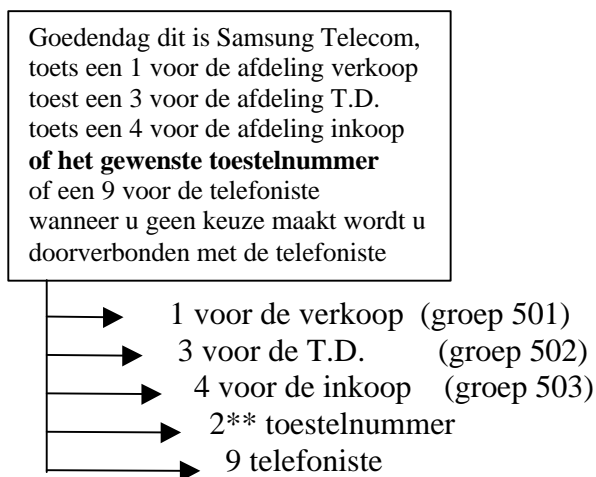 Goedendag dit is Samsung Telecom,
toets een 1 voor de afdeling verkoop
toest een 3 voor de afdeling T.D.
toets een 4 voor de afdeling inkoop
of het gewenste toestelnummer
of een 9 voor de telefoniste
wanneer u geen keuze maakt wordt u
doorverbonden met de telefoniste
1 voor de verkoop (groep 501)
3 voor de T.D. (groep 502)
4 voor de inkoop (groep 503)
2** toestelnummer
9 telefoniste